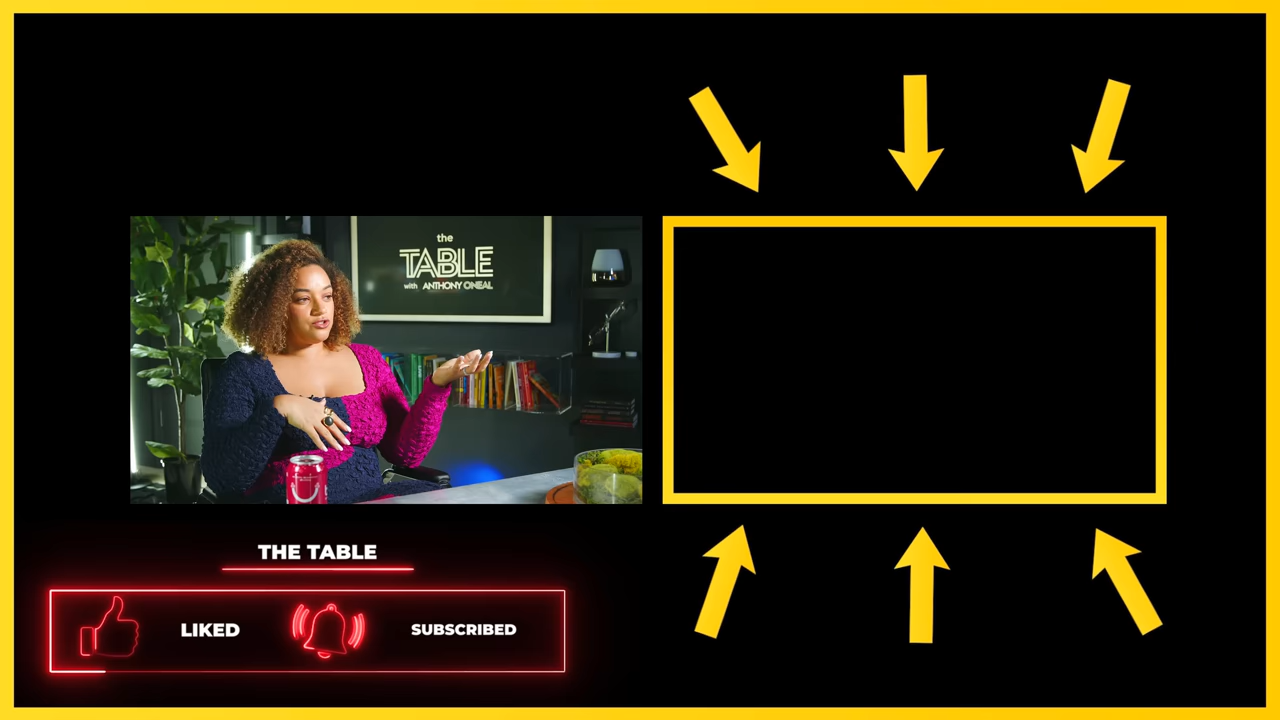 the
TABLE
with ANTHONY ONEAL
THE TABLE
LIKED
SUBSCRIBED